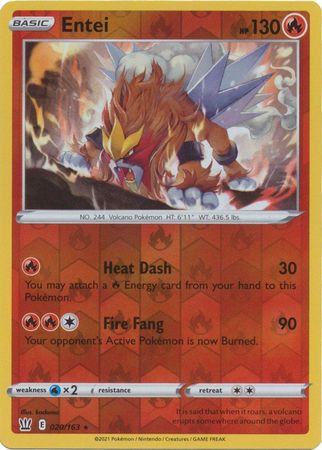 BASIC Entei HP 130
NO. 244 Volcano Pokémon HT: 6'11" WT: 436.5 lbs.
Heat Dash 30
You may attach a Energy card from your hand to this
Pokémon.
Fire Fang 90
Your opponent's Active Pokémon is now Burned.
weakness ×2 resistance retreat
Illus. kodama
E 020/163 ★
It is said that when it roars, a volcano
erupts somewhere around the globe.
©2021 Pokémon / Nintendo / Creatures / GAME FREAK